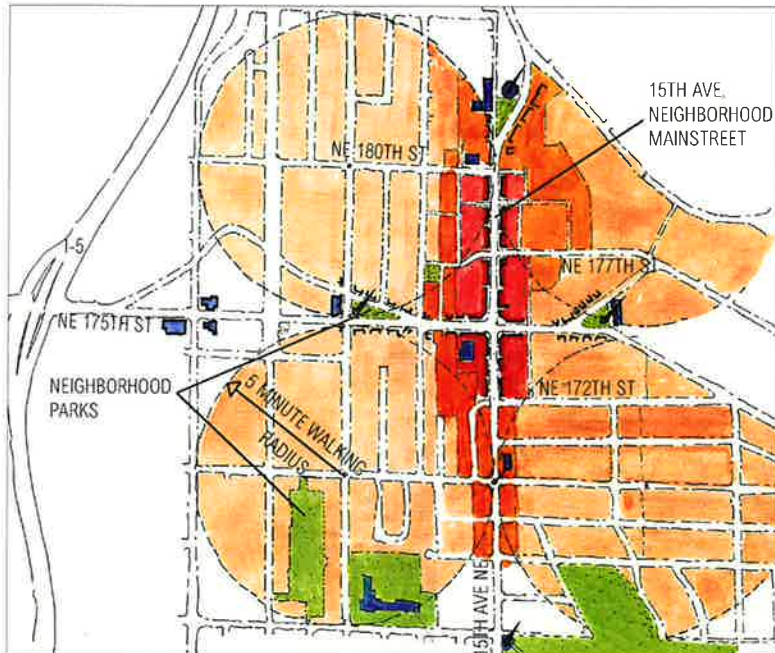 15TH AVE.
NEIGHBORHOOD
MAINSTREET
NE 180TH ST
I-5
NE 177TH ST
NE 175TH ST
NEIGHBORHOOD
PARKS
5 MINUTE WALKING
RADIUS
NE 172TH ST
15TH AVE NE